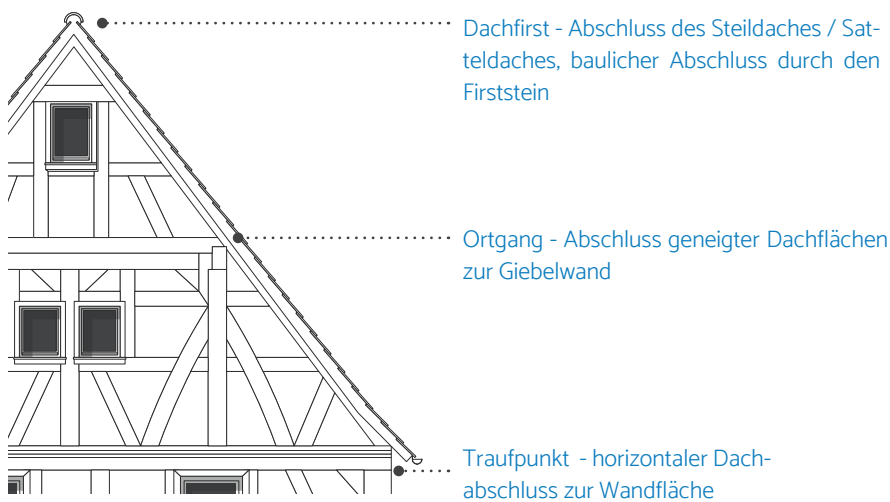 Dachfirst - Abschluss des Steildaches / Sat-
teldaches, baulicher Abschluss durch den
Firststein
Ortgang - Abschluss geneigter Dachflächen
zur Giebelwand
Traufpunkt - horizontaler Dach-
abschluss zur Wandfläche